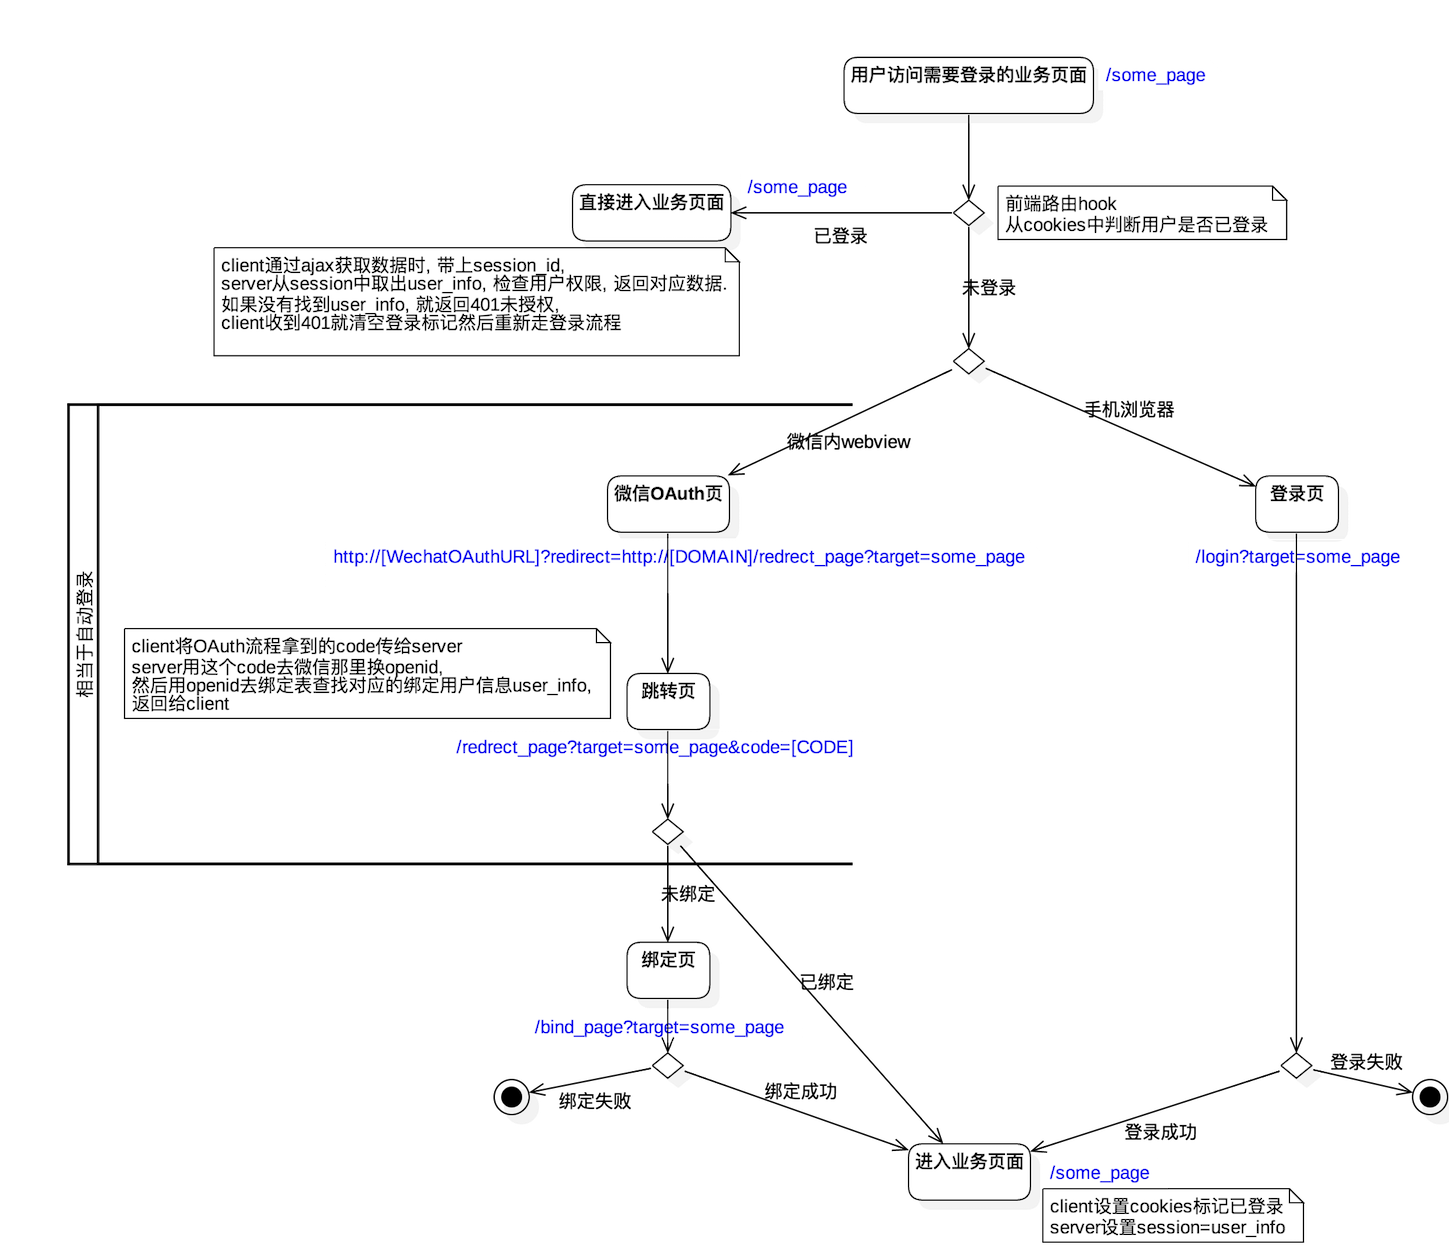 用户访问需要登录的业务页面
/some_page
/some_page
直接进入业务页面
已登录
前端路由hook
从cookies中判断用户是否已登录
client通过ajax获取数据时, 带上session_id,
server从session中取出user_info, 检查用户权限, 返回对应数据.
如果没有找到user_info, 就返回401未授权,
client收到401就清空登录标记然后重新走登录流程
未登录
手机浏览器
微信内webview
微信OAuth页
登录页
http://[WechatOAuthURL]?redirect=http://[DOMAIN]/redrect_page?target=some_page
/login?target=some_page
相当于自动登录
client将OAuth流程拿到的code传给server
server用这个code去微信那里换openid,
然后用openid去绑定表查找对应的绑定用户信息user_info,
返回给client
跳转页
/redrect_page?target=some_page&code=[CODE]
未绑定
绑定页
已绑定
/bind_page?target=some_page
绑定失败
绑定成功
登录失败
登录成功
进入业务页面
/some_page
client设置cookies标记已登录
server设置session=user_info